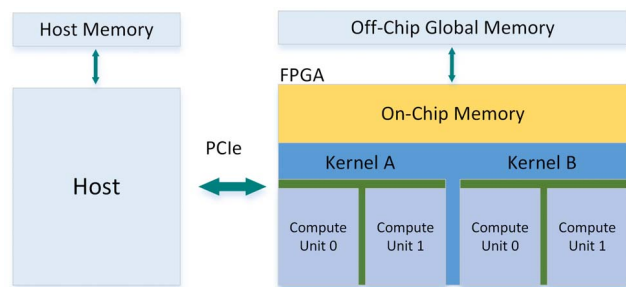 Host Memory
Off-Chip Global Memory
FPGA
On-Chip Memory
PCIe
Kernel A
Kernel B
Host
Compute
Unit 0
Compute
Unit 1
Compute
Unit 0
Compute
Unit 1